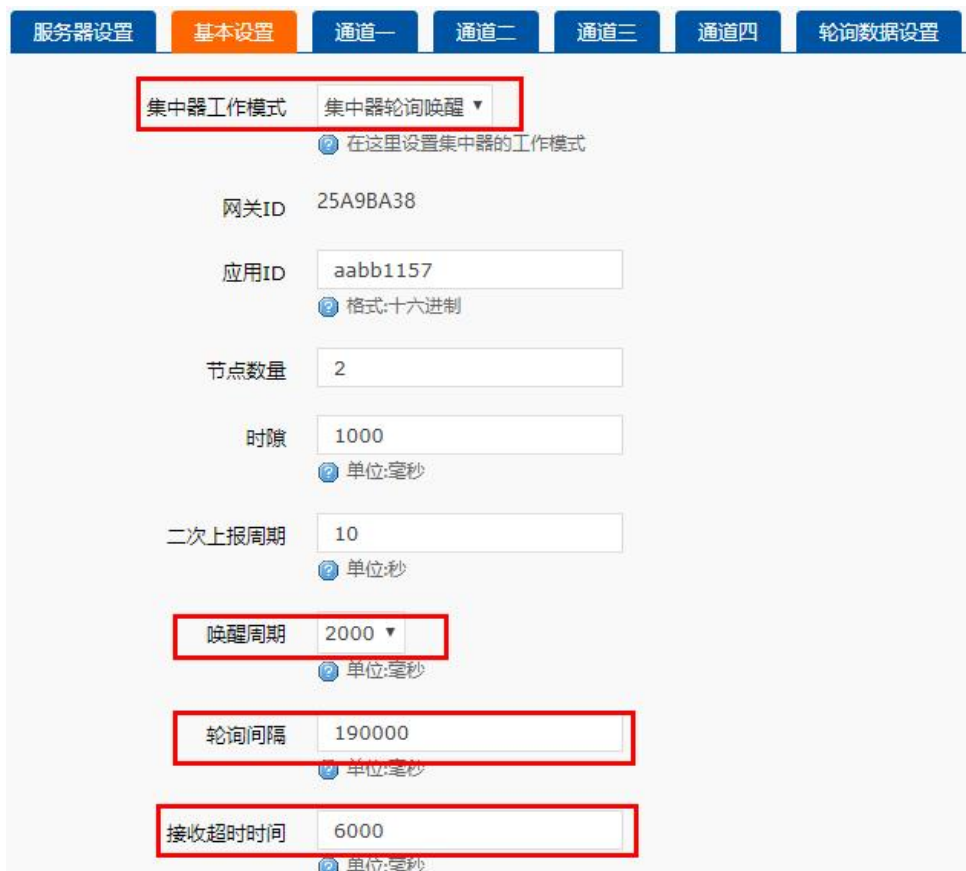 服务器设置 基本设置 通道一 通道二 通道三 通道四 轮询数据设置
集中器工作模式 集中器轮询唤醒
在这里设置集中器的工作模式
网关ID 25A9BA38
应用ID aabb1157
格式:十六进制
节点数量 2
时隙 1000
单位:毫秒
二次上报周期 10
单位:秒
唤醒周期 2000
单位:毫秒
轮询间隔 190000
单位:毫秒
接收超时时间 6000
单位:毫秒